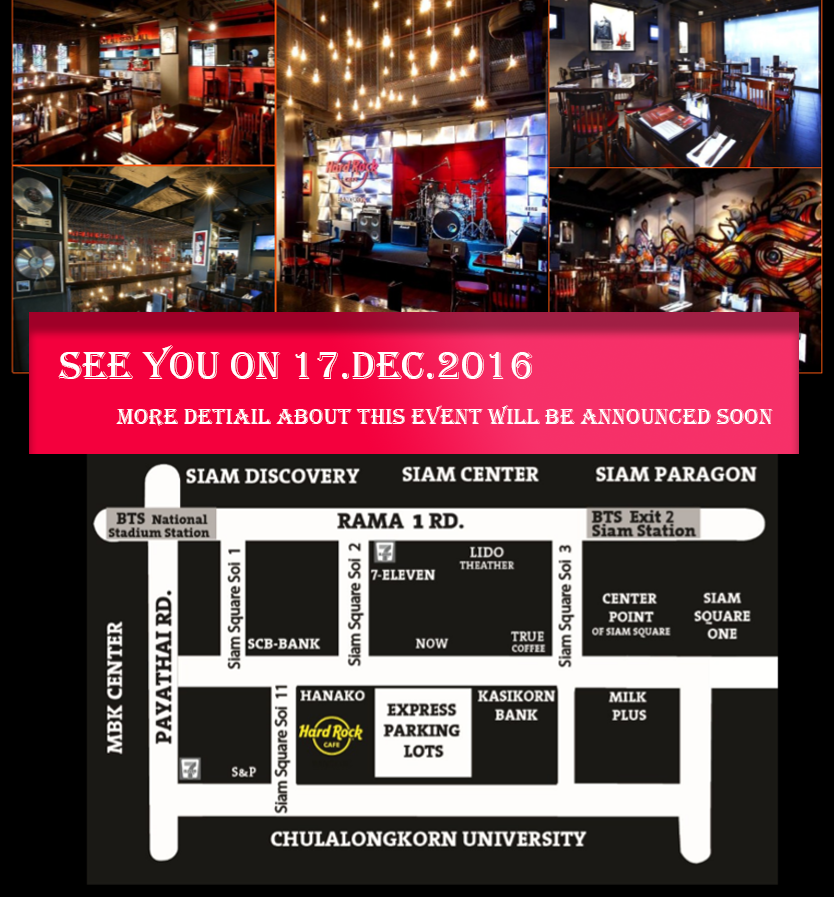 Hard Rock
SEE YOU ON 17.DEC.2016
MORE DETIAIL ABOUT THIS EVENT WILL BE ANNOUNCED SOON
SIAM DISCOVERY
SIAM CENTER
SIAM PARAGON
BTS National
Stadium Station
RAMA 1 RD.
BTS Exit 2
Siam Station
Siam Square Soi 1
Siam Square Soi 2
Siam Square Soi 3
7
7-ELEVEN
LIDO
THEATHER
CENTER
POINT
OF SIAM SQUARE
SIAM
SQUARE
ONE
SCB-BANK
NOW
TRUE
COFFEE
MBK CENTER
PAYATHAI RD.
Siam Square Soi 11
HANAKO
Hard Rock
CAFE
EXPRESS
PARKING
LOTS
KASIKORN
BANK
MILK
PLUS
7
S&P
CHULALONGKORN UNIVERSITY